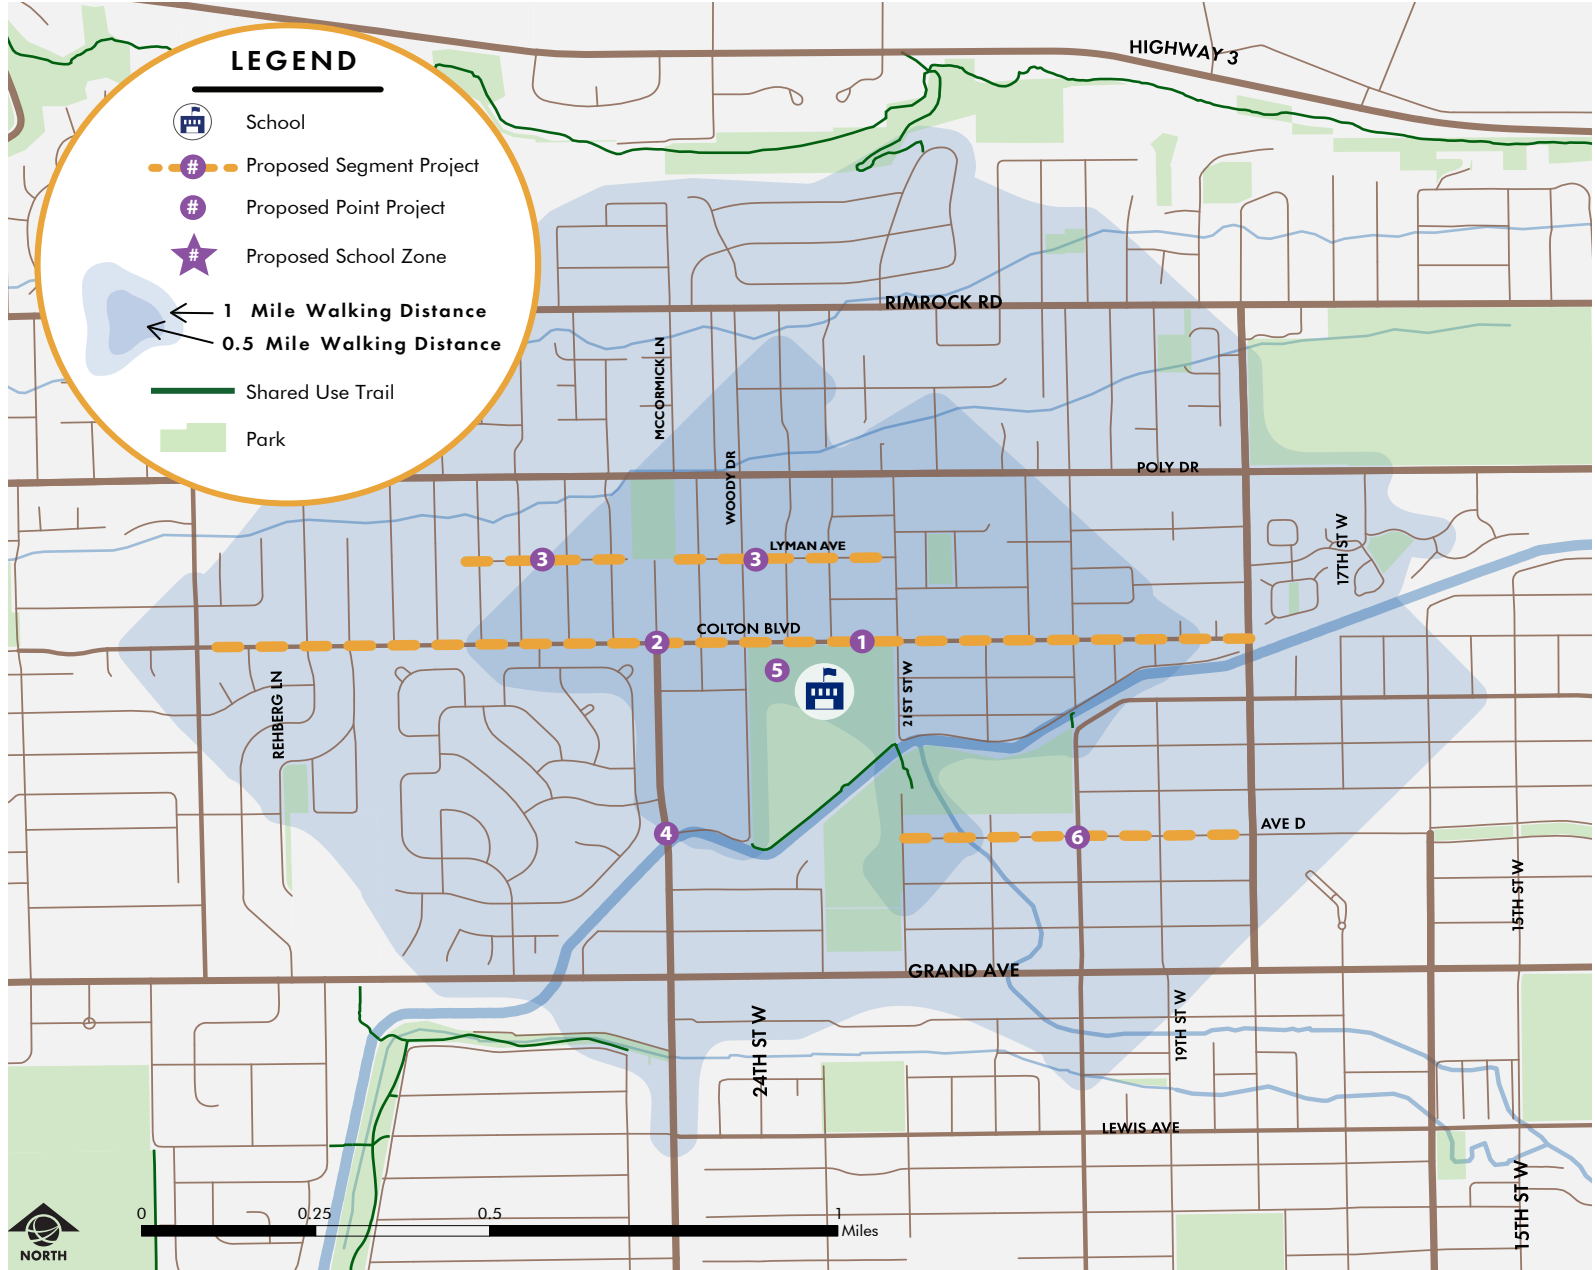 LEGEND
School
# Proposed Segment Project
# Proposed Point Project
# Proposed School Zone
1 Mile Walking Distance
0.5 Mile Walking Distance
Shared Use Trail
Park
HIGHWAY 3
RIMROCK RD
MCCORMICK LN
WOODY DR
POLY DR
LYMAN AVE
3
3
17TH ST W
COLTON BLVD
2
1
5
21ST ST W
REHBERG LN
4
6
AVE D
15TH ST W
GRAND AVE
24TH ST W
19TH ST W
LEWIS AVE
15TH ST W
0 0.25 0.5 1
Miles
NORTH